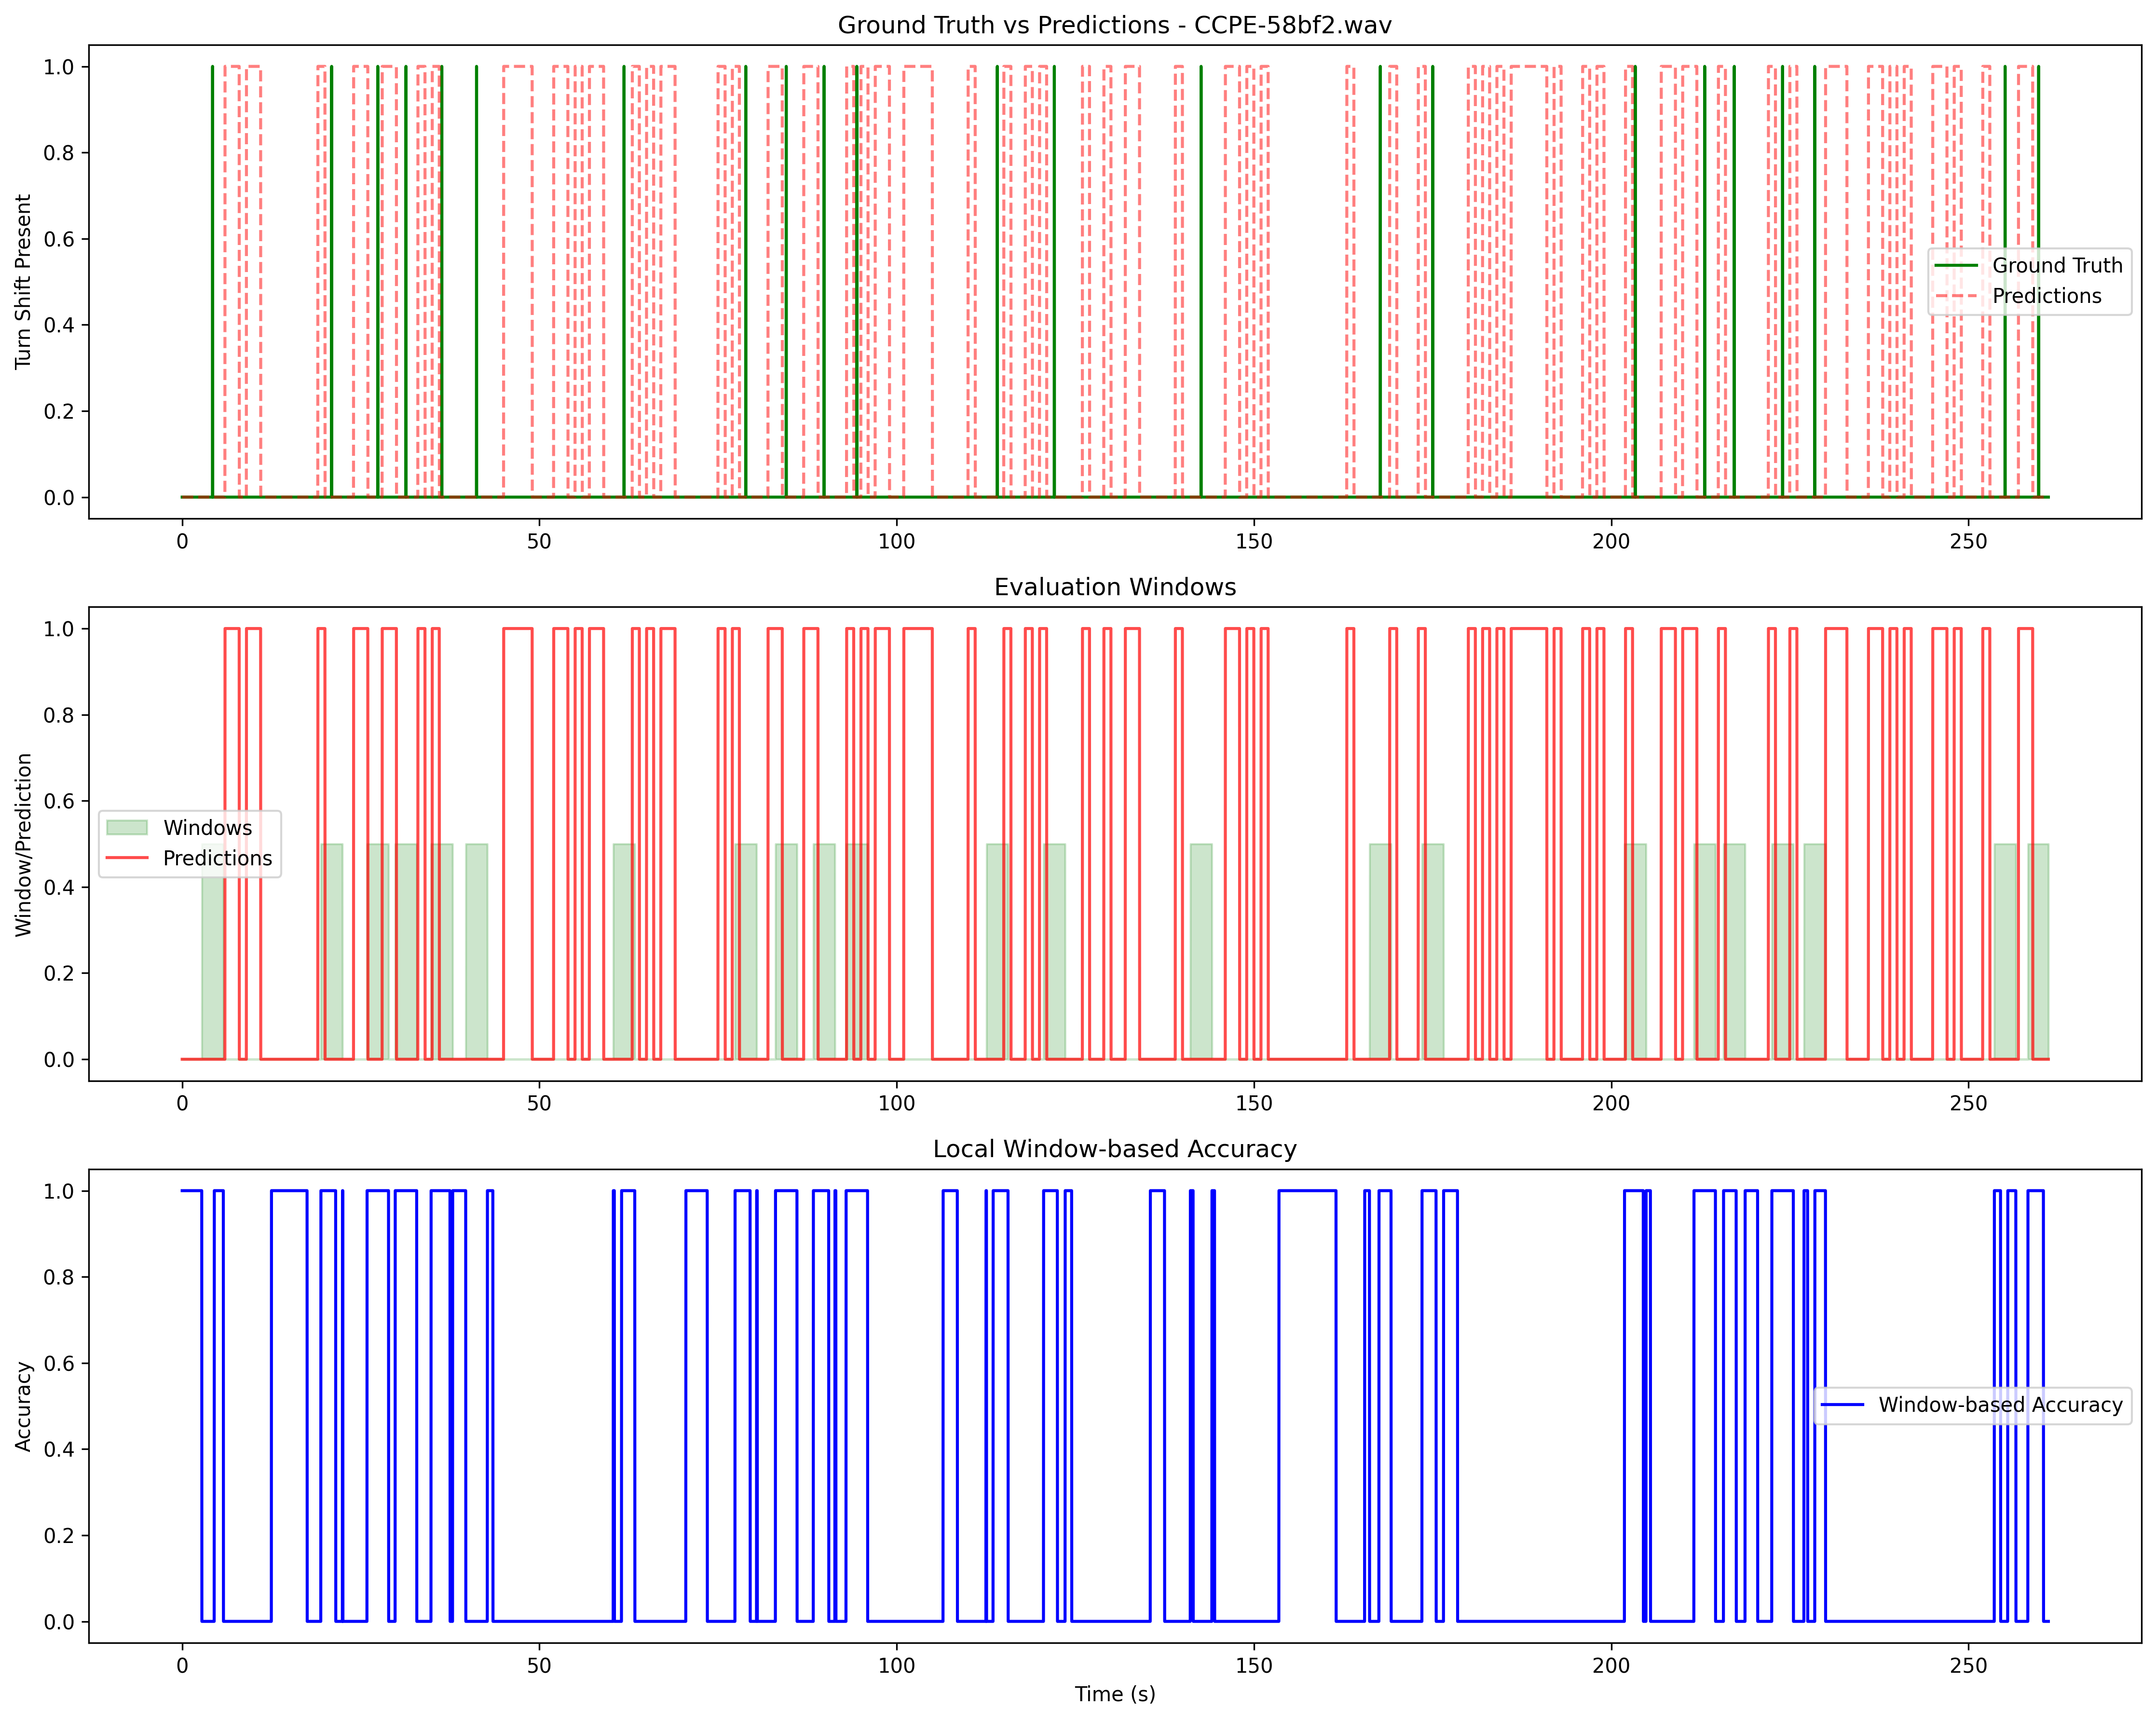 Ground Truth vs Predictions - CCPE-58bf2.wav
Turn Shift Present
1.0
0.8
0.6
0.4
0.2
0.0
Ground Truth
Predictions
0 50 100 150 200 250
Evaluation Windows
Window/Prediction
1.0
0.8
0.6
0.4
0.2
0.0
Windows
Predictions
0 50 100 150 200 250
Local Window-based Accuracy
Accuracy
1.0
0.8
0.6
0.4
0.2
0.0
Window-based Accuracy
0 50 100 150 200 250
Time (s)